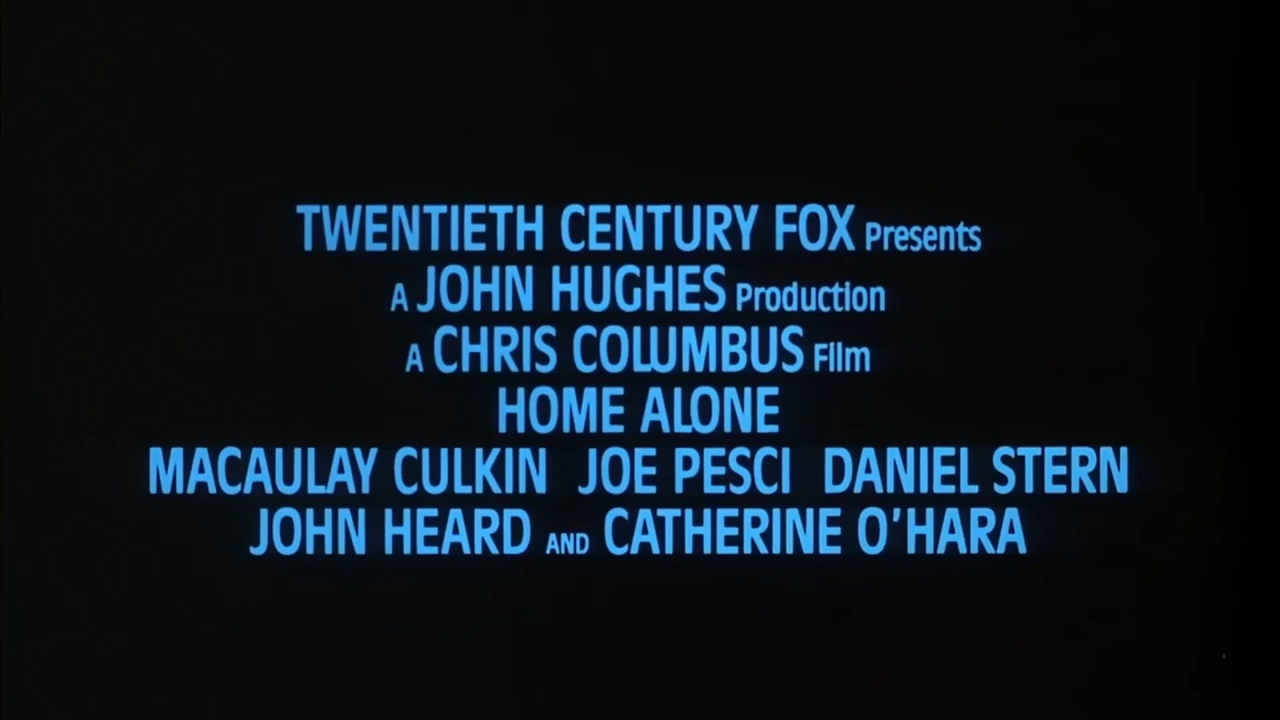 TWENTIETH CENTURY FOX Presents
A JOHN HUGHES Production
A CHRIS COLUMBUS Film
HOME ALONE
MACAULAY CULKIN JOE PESCI DANIEL STERN
JOHN HEARD AND CATHERINE O'HARA